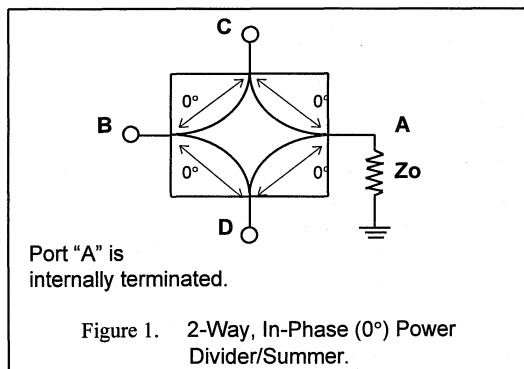 C
0°
0°
B
A
0°
0°
Zo
D
Port "A" is
internally terminated.
Figure 1. 2-Way, In-Phase (0°) Power
Divider/Summer.